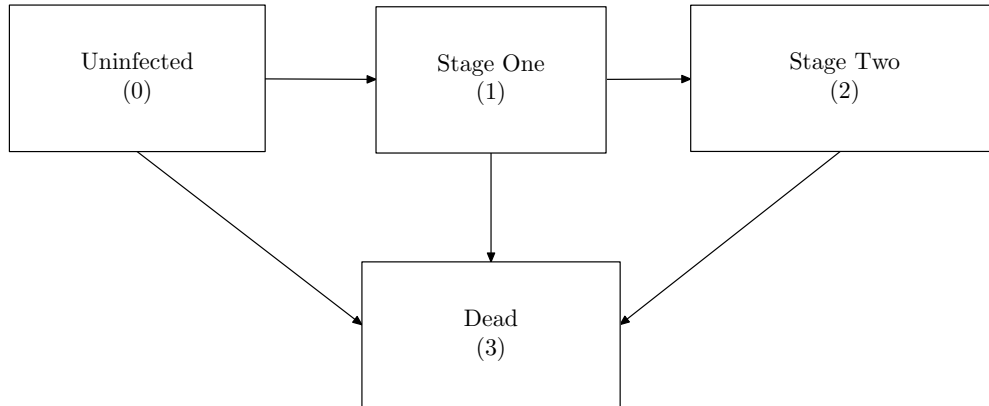 Uninfected
(0)
Stage One
(1)
Stage Two
(2)
Dead
(3)